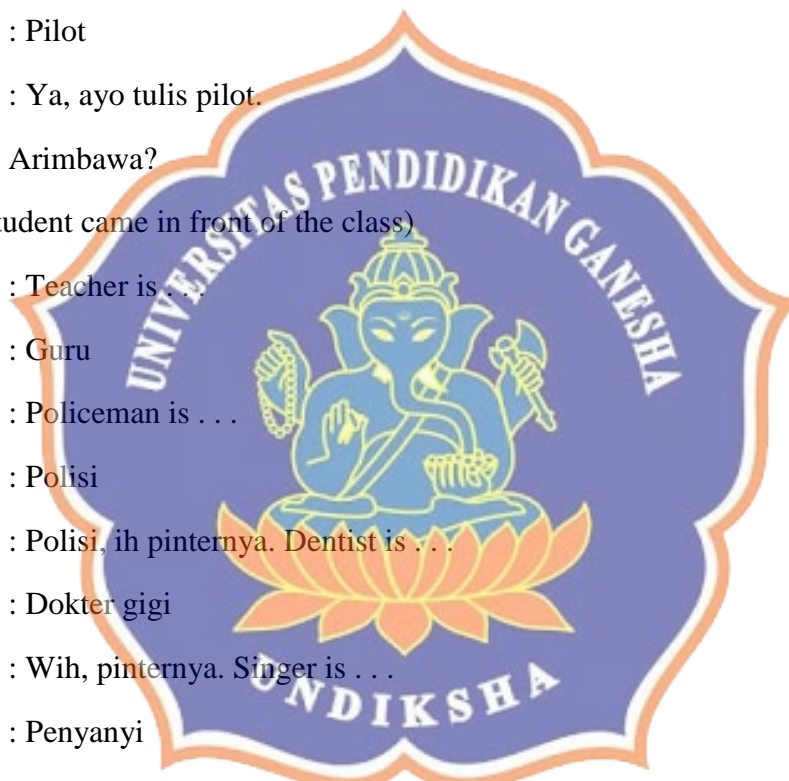 : Pilot
: Ya, ayo tulis pilot.
Arimbawa?
tudent came in front of the class)
: Teacher is . . .
: Guru
: Policeman is . . .
: Polisi
: Polisi, ih pinternya. Dentist is . . .
: Dokter gigi
: Wih, pinternya. Singer is . . .
: Penyanyi
UNIVERSITAS PENDIDIKAN GANESHA
UNDIKSHA